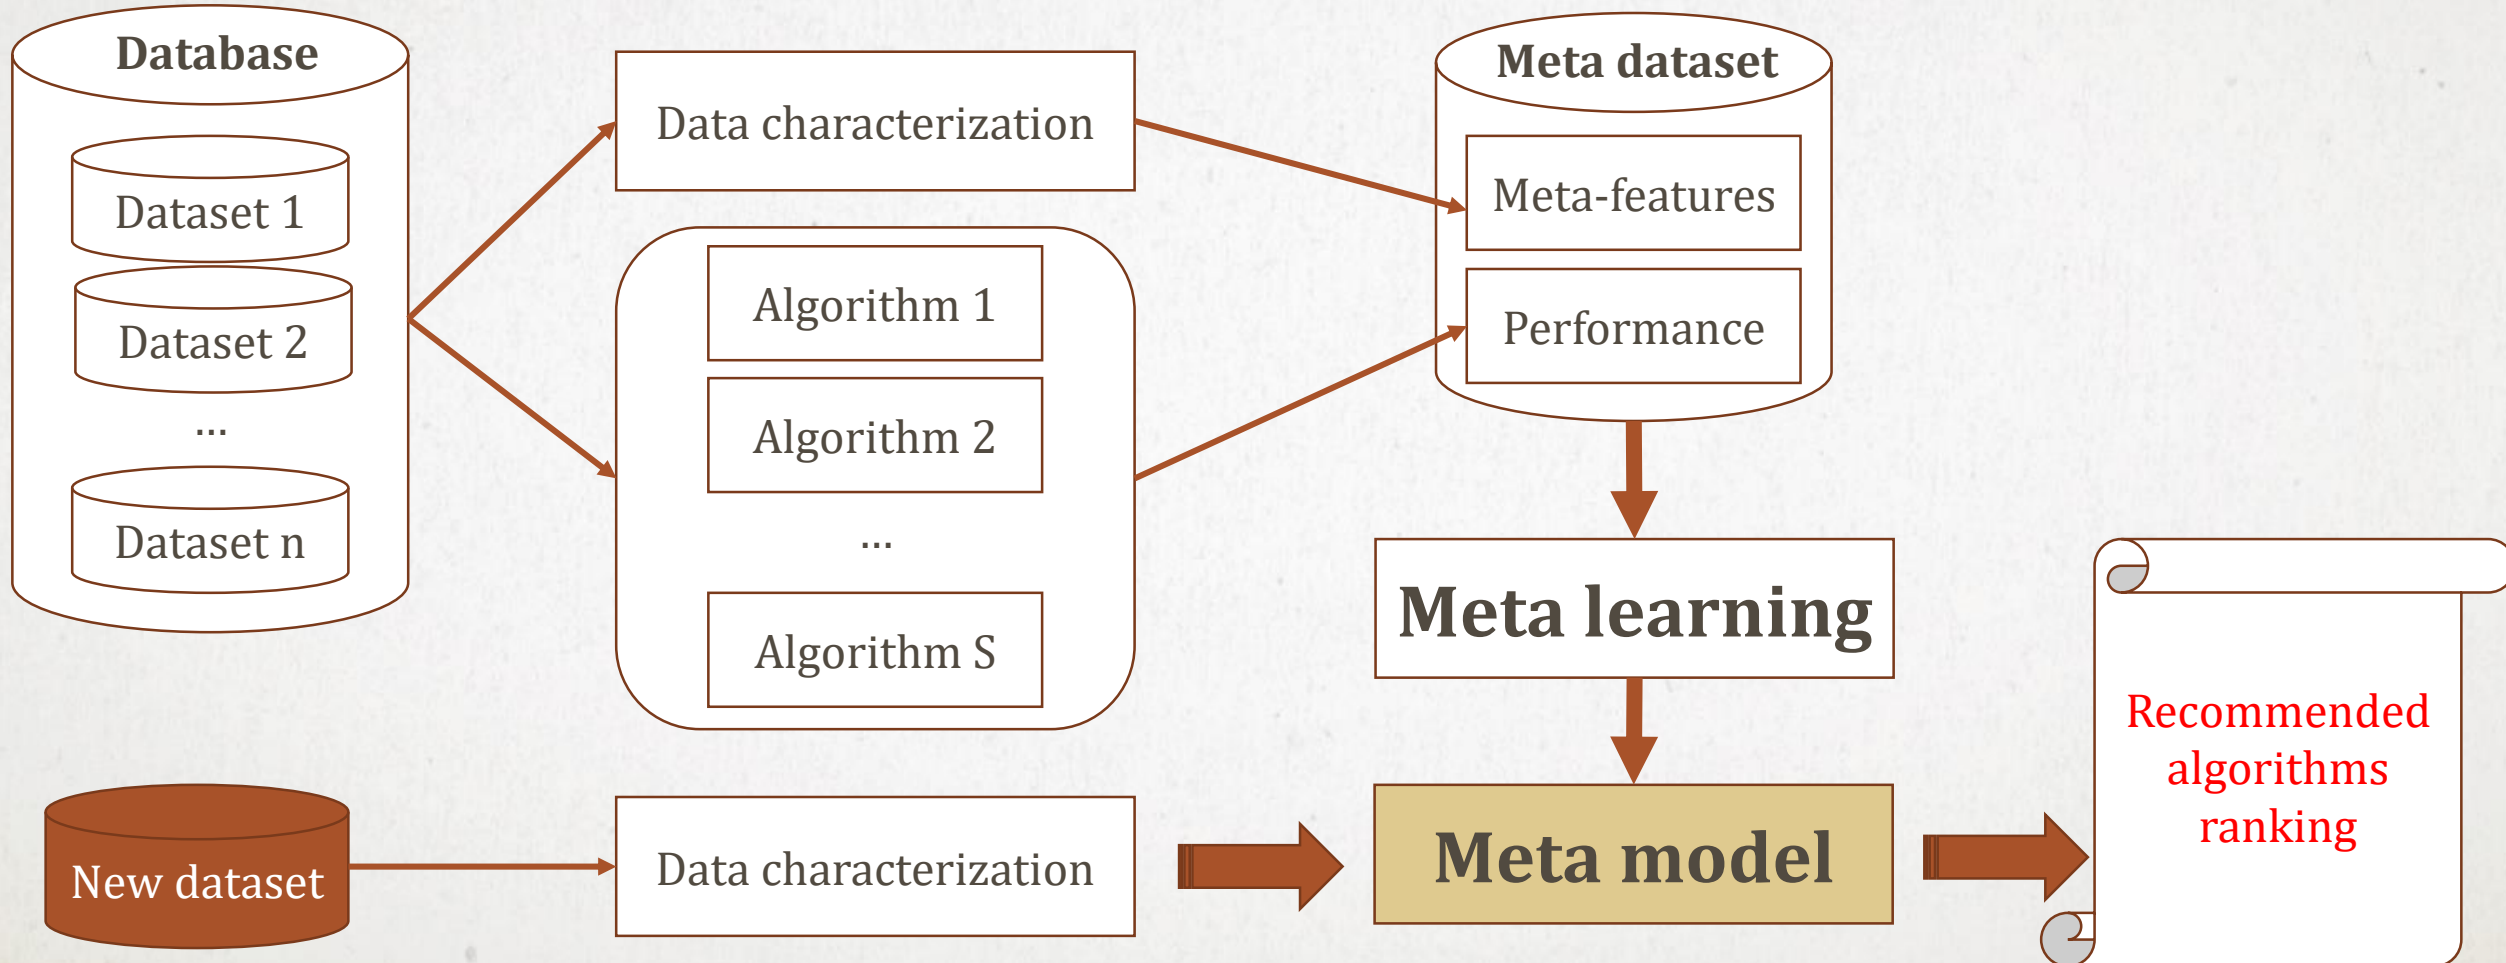 Database
Dataset 1
Dataset 2
...
Dataset n
Data characterization
Algorithm 1
Algorithm 2
...
Algorithm S
Meta dataset
Meta-features
Performance
Meta learning
New dataset
Data characterization
Meta model
Recommended
algorithms
ranking